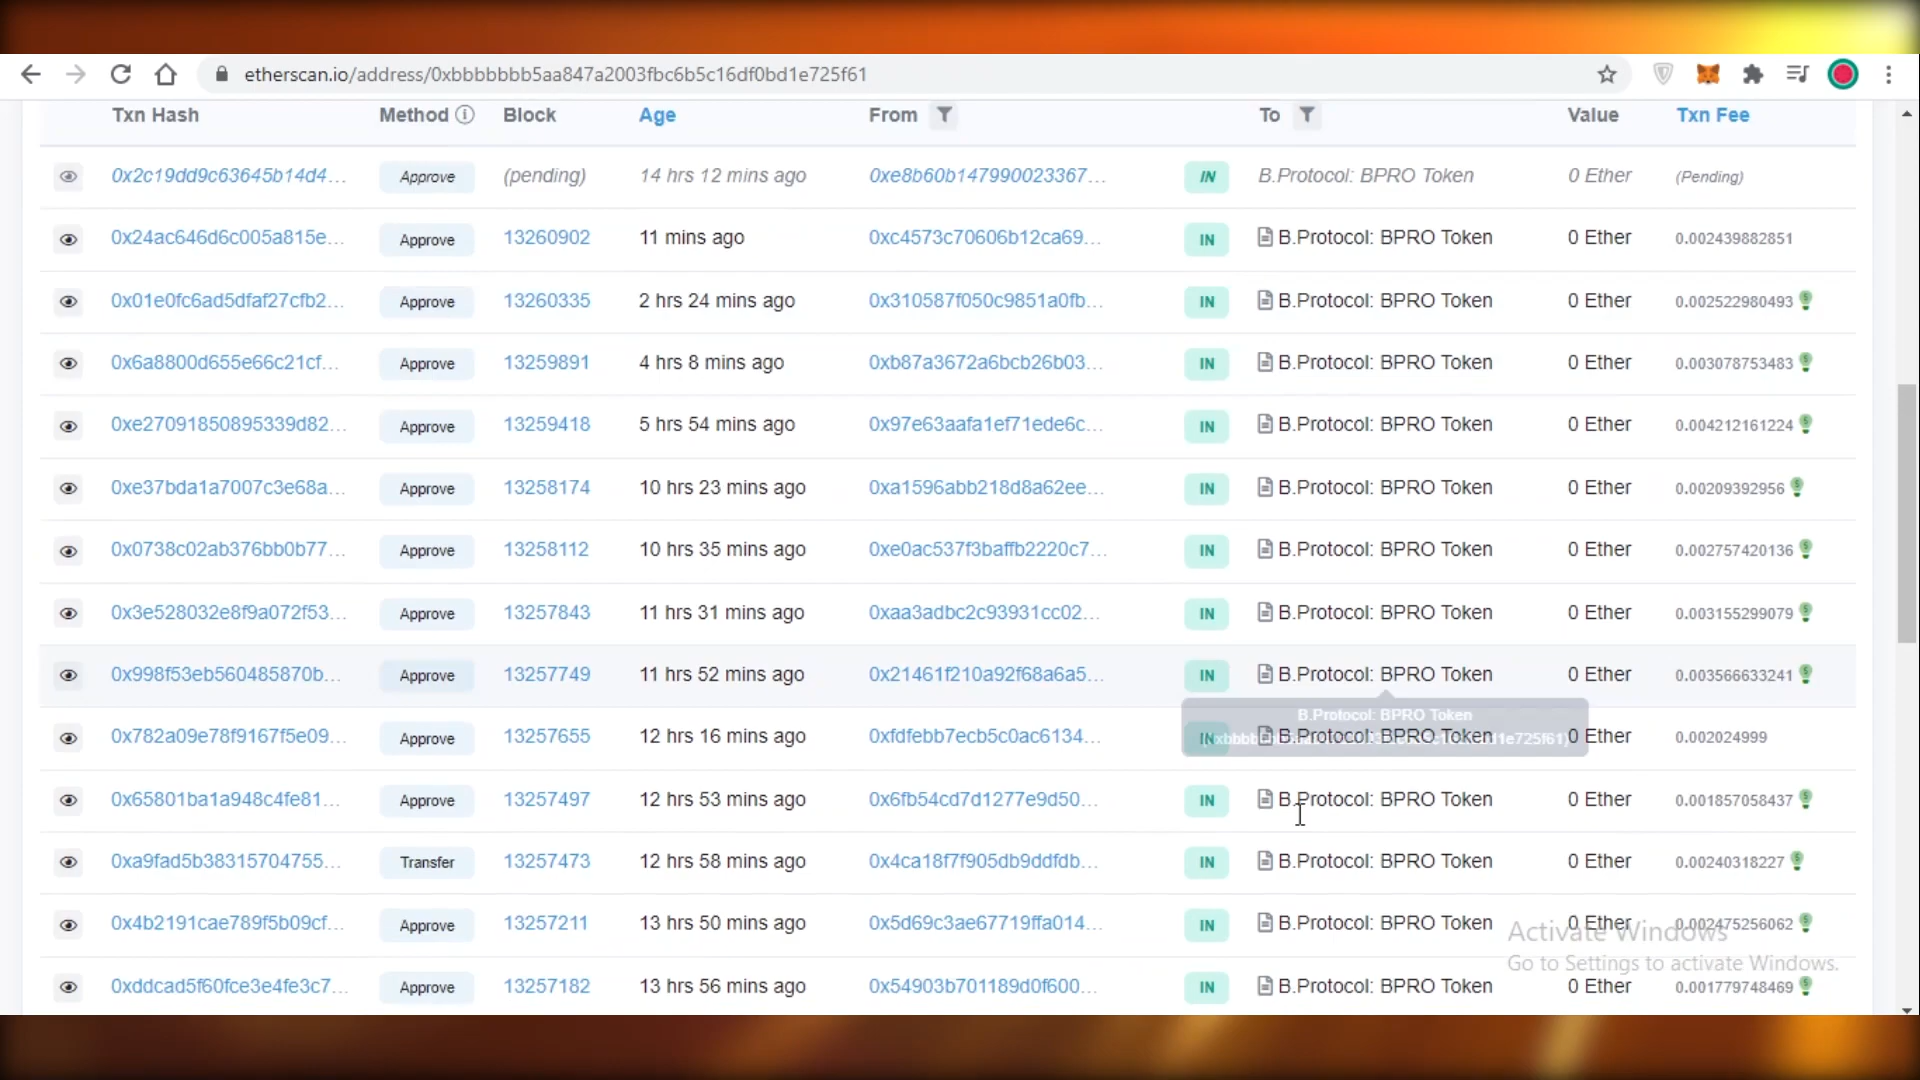 etherscan.io/address/0xbbbbbbb5aa847a2003fbc6b5c16df0bd1e725f61
Txn Hash Method Block Age From To Value Txn Fee
0x2c19dd9c63645b14d4... Approve (pending) 14 hrs 12 mins ago 0xe8b60b147990023367... IN B.Protocol: BPRO Token 0 Ether (Pending)
0x24ac646d6c005a815e... Approve 13260902 11 mins ago 0xc4573c70606b12ca69... IN B.Protocol: BPRO Token 0 Ether 0.002439882851
0x01e0fc6ad5dfaf27cfb2... Approve 13260335 2 hrs 24 mins ago 0x310587f050c9851a0fb... IN B.Protocol: BPRO Token 0 Ether 0.002522980493
0x6a8800d655e66c21cf... Approve 13259891 4 hrs 8 mins ago 0xb87a3672a6bcb26b03... IN B.Protocol: BPRO Token 0 Ether 0.003078753483
0xe27091850895339d82... Approve 13259418 5 hrs 54 mins ago 0x97e63aafa1ef71ede6c... IN B.Protocol: BPRO Token 0 Ether 0.004212161224
0xe37bda1a7007c3e68a... Approve 13258174 10 hrs 23 mins ago 0xa1596abb218d8a62ee... IN B.Protocol: BPRO Token 0 Ether 0.00209392956
0x0738c02ab376bb0b77... Approve 13258112 10 hrs 35 mins ago 0xe0ac537f3baffb2220c7... IN B.Protocol: BPRO Token 0 Ether 0.002757420136
0x3e528032e8f9a072f53... Approve 13257843 11 hrs 31 mins ago 0xaa3adbc2c93931cc02... IN B.Protocol: BPRO Token 0 Ether 0.003155299079
0x998f53eb560485870b... Approve 13257749 11 hrs 52 mins ago 0x21461f210a92f68a6a5... IN B.Protocol: BPRO Token 0 Ether 0.003566633241
B.Protocol: BPRO Token
0x782a09e78f9167f5e09... Approve 13257655 12 hrs 16 mins ago 0xfdfebb7ecb5c0ac6134... IN B.Protocol: BPRO Token 0 Ether 0.002024999
0x65801ba1a948c4fe81... Approve 13257497 12 hrs 53 mins ago 0x6fb54cd7d1277e9d50... IN B.Protocol: BPRO Token 0 Ether 0.001857058437
0xa9fad5b38315704755... Transfer 13257473 12 hrs 58 mins ago 0x4ca18f7f905db9ddfdb... IN B.Protocol: BPRO Token 0 Ether 0.00240318227
0x4b2191cae789f5b09cf... Approve 13257211 13 hrs 50 mins ago 0x5d69c3ae67719ffa014... IN B.Protocol: BPRO Token 0 Ether 0.002475256062
Activate Windows
Go to Settings to activate Windows.
0xddcad5f60fce3e4fe3c7... Approve 13257182 13 hrs 56 mins ago 0x54903b701189d0f600... IN B.Protocol: BPRO Token 0 Ether 0.001779748469